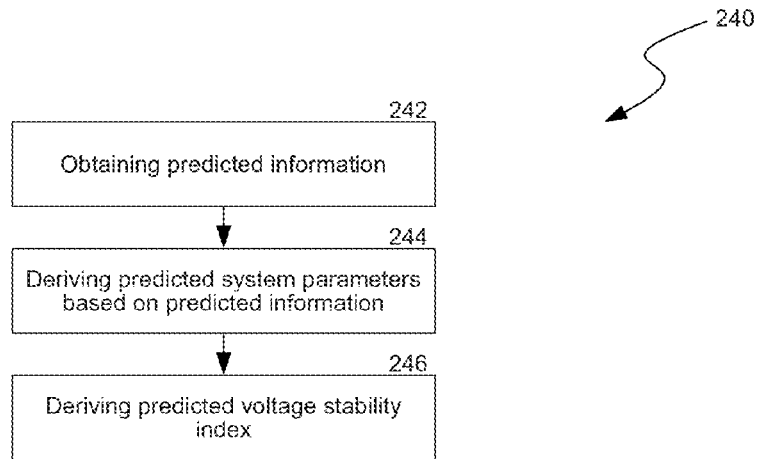 240
242
Obtaining predicted information
244
Deriving predicted system parameters
based on predicted information
246
Deriving predicted voltage stability
index